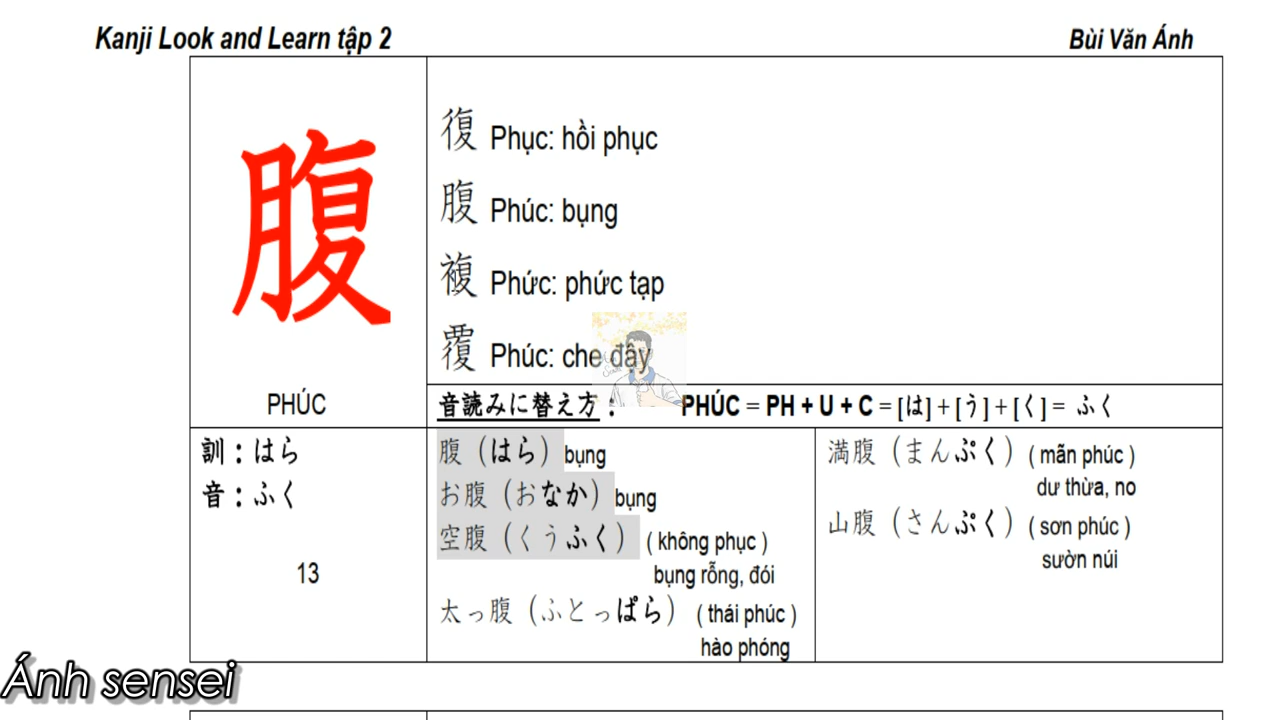 Kanji Look and Learn tập 2
Bùi Văn Ánh
腹
PHÚC
復 Phục: hồi phục
腹 Phúc: bụng
複 Phức: phức tạp
覆 Phúc: che đậy
音読みに替え方： PHÚC = PH + U + C = [は] + [う] + [く] = ふく
訓：はら
音：ふく
13
腹（はら）bụng
お腹（おなか）bụng
空腹（くうふく）( không phục )
bụng rỗng, đói
太っ腹（ふとっぱら）( thái phúc )
hào phóng
満腹（まんぷく）( mãn phúc )
dư thừa, no
山腹（さんぷく）( sơn phúc )
sườn núi
Ánh sensei